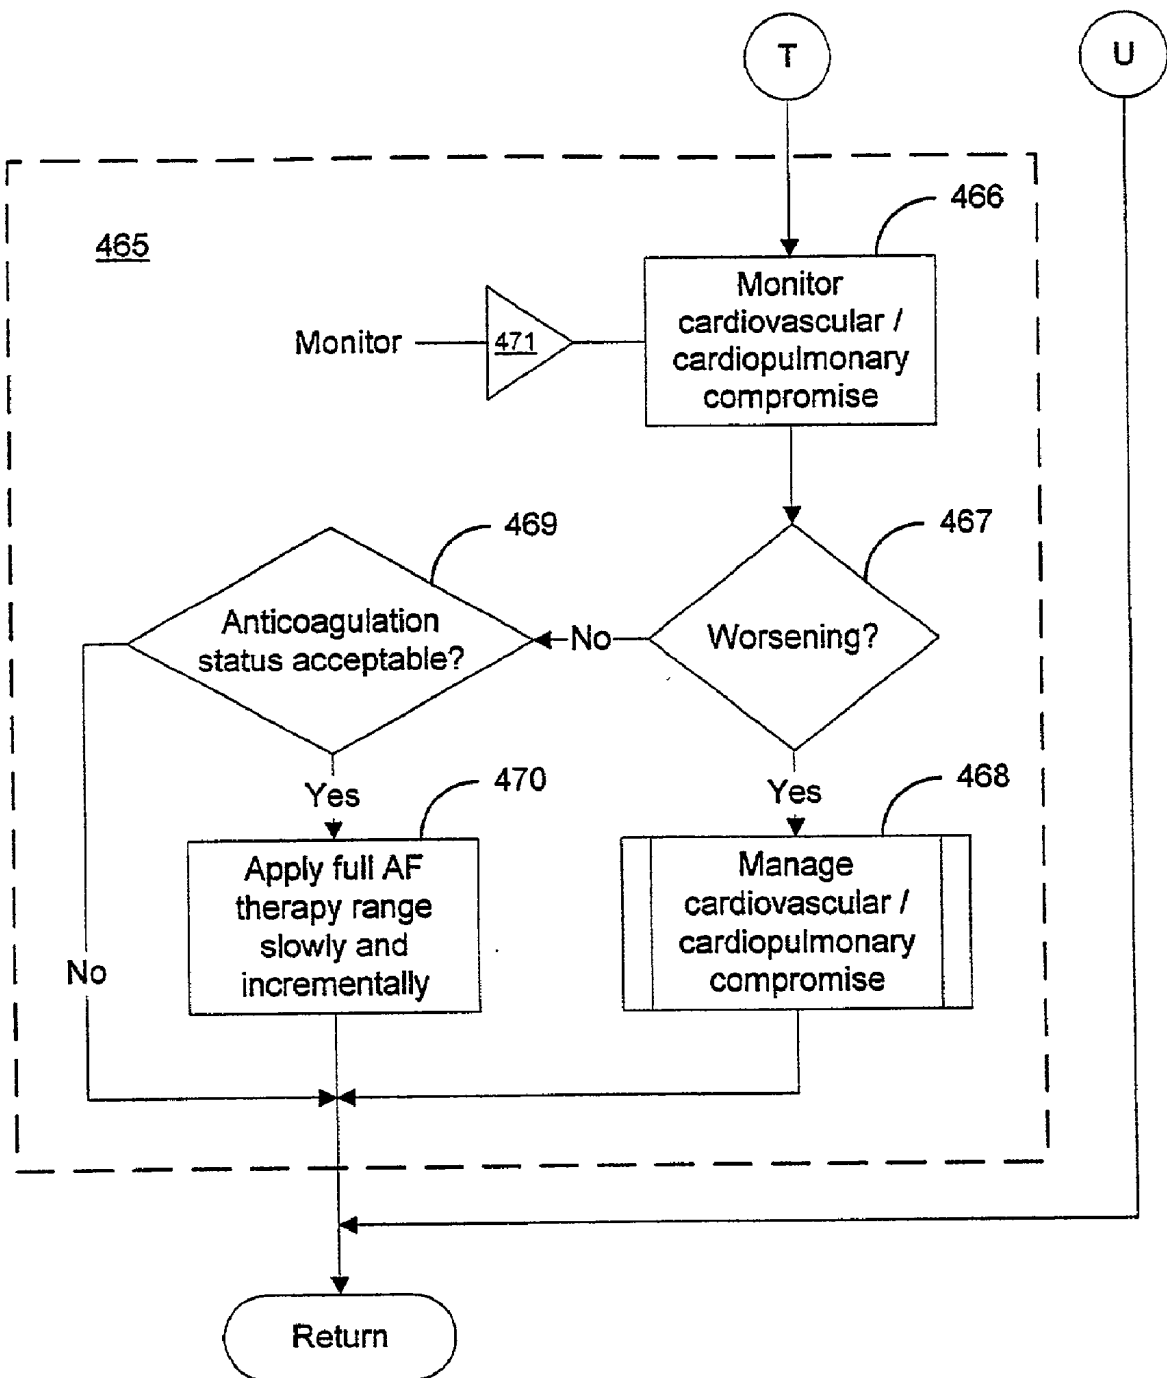 T
U
465
466
Monitor
cardiovascular /
cardiopulmonary
compromise
Monitor
471
467
Worsening?
No
469
Anticoagulation
status acceptable?
Yes
470
Apply full AF
therapy range
slowly and
incrementally
No
Yes
468
Manage
cardiovascular /
cardiopulmonary
compromise
Return